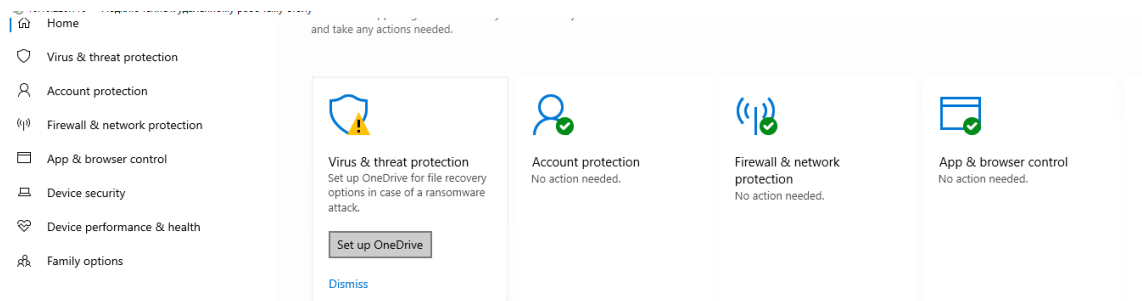 Home
Virus & threat protection
Account protection
Firewall & network protection
App & browser control
Device security
Device performance & health
Family options
and take any actions needed.
Virus & threat protection
Set up OneDrive for file recovery
options in case of a ransomware
attack.
Set up OneDrive
Dismiss
Account protection
No action needed.
Firewall & network
protection
No action needed.
App & browser control
No action needed.